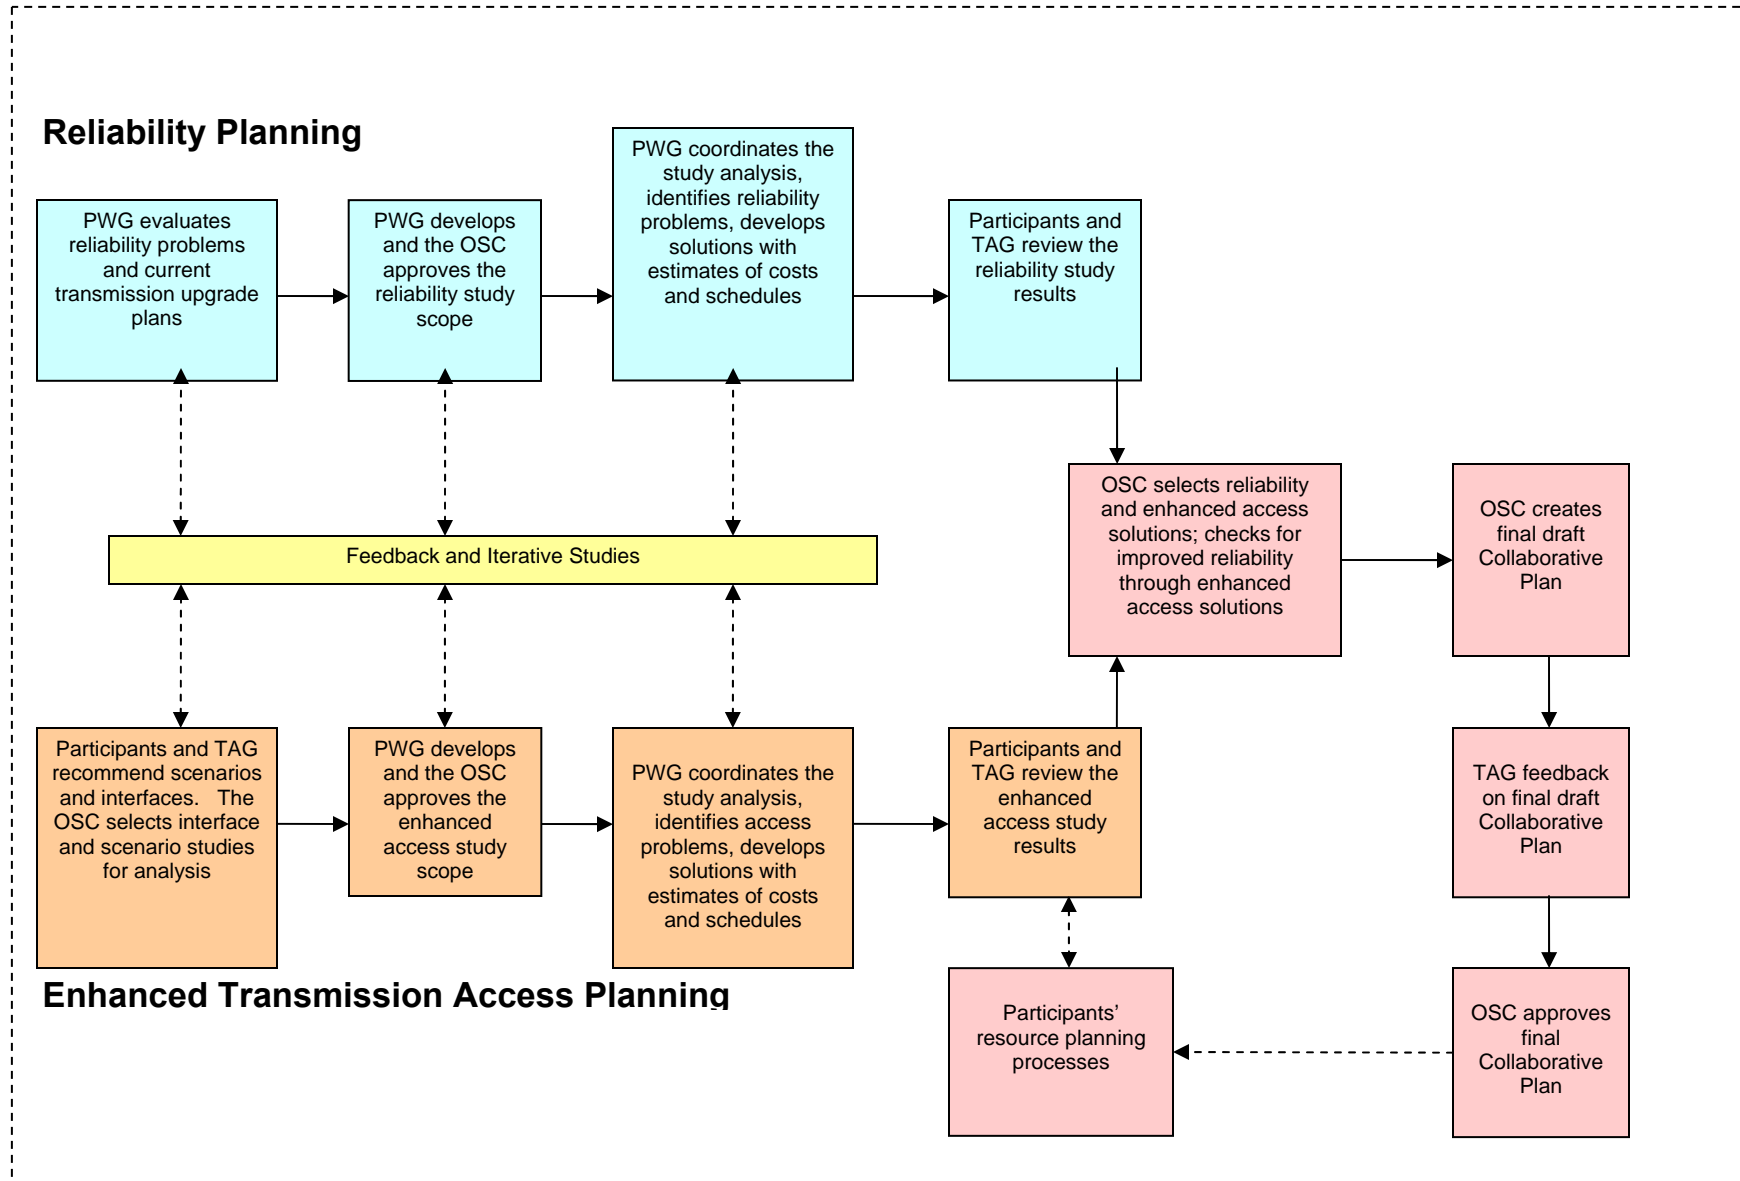 Reliability Planning
PWG evaluates
reliability problems
and current
transmission upgrade
plans
PWG develops
and the OSC
approves the
reliability study
scope
PWG coordinates the
study analysis,
identifies reliability
problems, develops
solutions with
estimates of costs
and schedules
Participants and
TAG review the
reliability study
results
Feedback and Iterative Studies
OSC selects reliability
and enhanced access
solutions; checks for
improved reliability
through enhanced
access solutions
OSC creates
final draft
Collaborative
Plan
Participants and TAG
recommend scenarios
and interfaces. The
OSC selects interface
and scenario studies
for analysis
PWG develops
and the OSC
approves the
enhanced
access study
scope
PWG coordinates the
study analysis,
identifies access
problems, develops
solutions with
estimates of costs
and schedules
Participants and
TAG review the
enhanced
access study
results
TAG feedback
on final draft
Collaborative
Plan
Enhanced Transmission Access Planning
Participants’
resource planning
processes
OSC approves
final
Collaborative
Plan